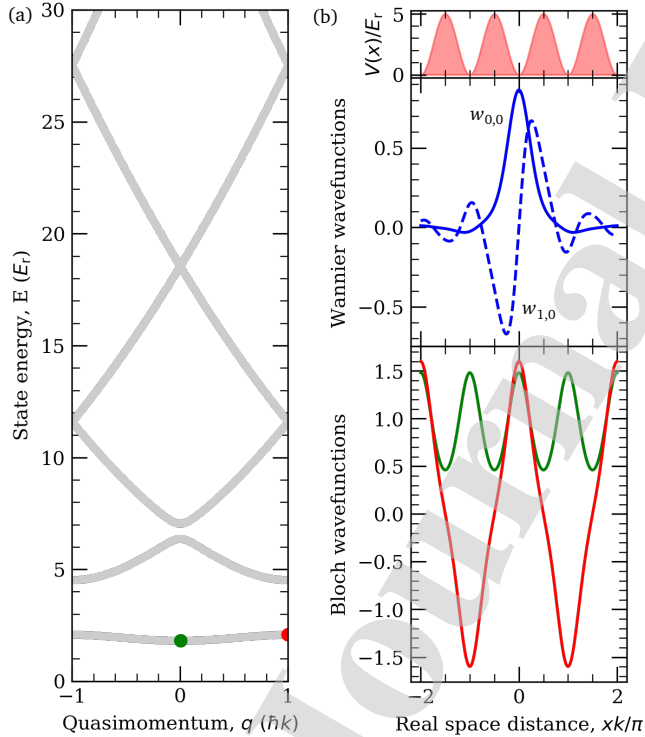 (a)
30
25
20
15
10
5
0
State energy, E (Eᵣ)
−1
0
1
Quasimomentum, q (ħk)
(b)
5
0
V(x)/Eᵣ
w₀,₀
w₁,₀
0.5
0.0
−0.5
Wannier wavefunctions
1.5
1.0
0.5
0.0
−0.5
−1.0
−1.5
Bloch wavefunctions
−2
0
2
Real space distance, xk/π
Journal